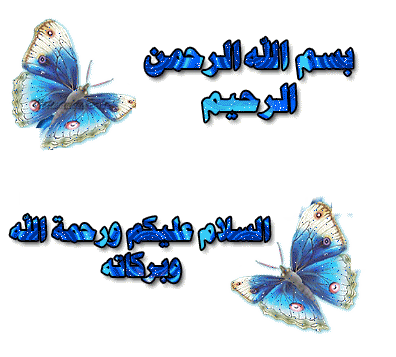 بسم الله الرحمن
الرحيم
السلام عليكم ورحمة الله
وبركاته